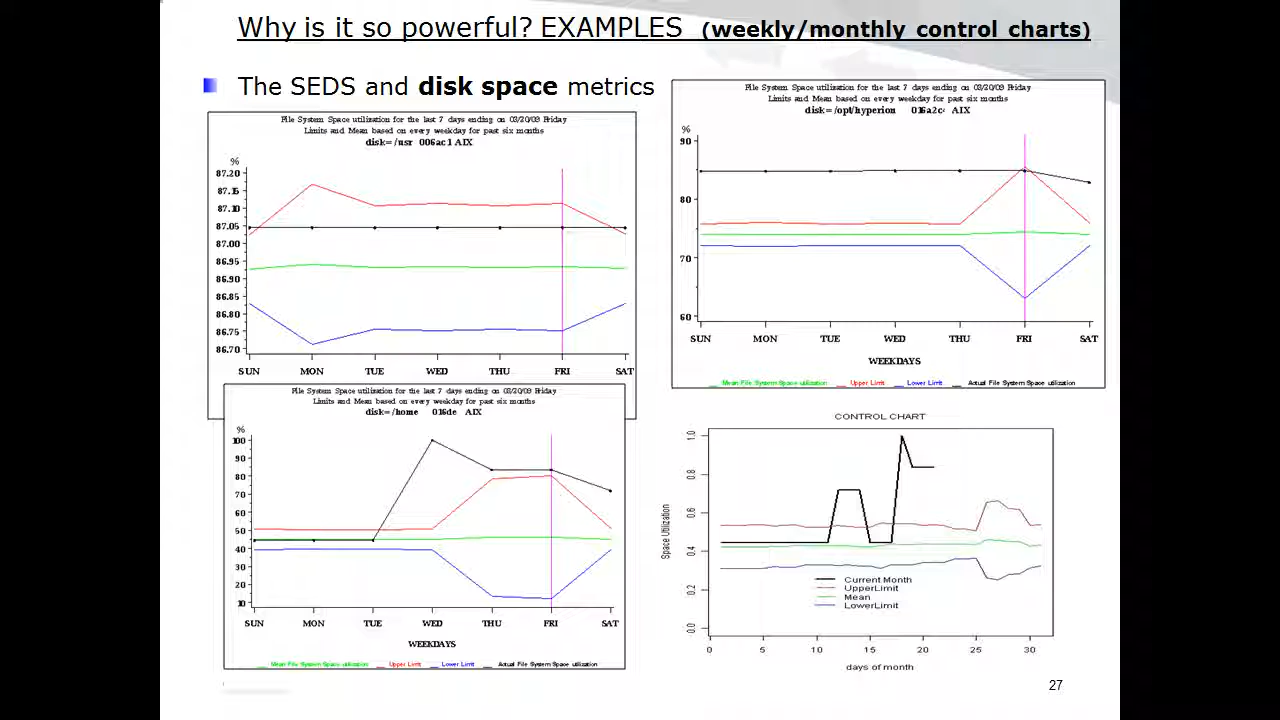 Why is it so powerful? EXAMPLES (weekly/monthly control charts)
The SEDS and disk space metrics
File System Space utilization for the last 7 days ending on 03/20/09 Friday
Limits and Mean based on every weekday for past six months
disk=/usr 006ac1 AIX
%
87.20
87.15
87.10
87.05
87.00
86.95
86.90
86.85
86.80
86.75
86.70
SUN MON TUE WED THU FRI SAT
File System Space utilization for the last 7 days ending on 03/20/09 Friday
Limits and Mean based on every weekday for past six months
disk=/opt/hyperion AIX
%
90
80
70
60
SUN MON TUE WED THU FRI SAT
WEEKDAYS
Mean File System Space utilization Upper Limit Lower Limit Actual File System Space utilization
File System Space utilization for the last 7 days ending on 03/20/09 Friday
Limits and Mean based on every weekday for past six months
disk=/home 016de AIX
%
100
90
80
70
60
50
40
30
20
10
SUN MON TUE WED THU FRI SAT
WEEKDAYS
Mean File System Space utilization Upper Limit Lower Limit Actual File System Space utilization
CONTROL CHART
Space Utilization
1.0
0.8
0.6
0.4
0.2
0.0
Current Month
UpperLimit
Mean
LowerLimit
0 5 10 15 20 25 30
days of month
27